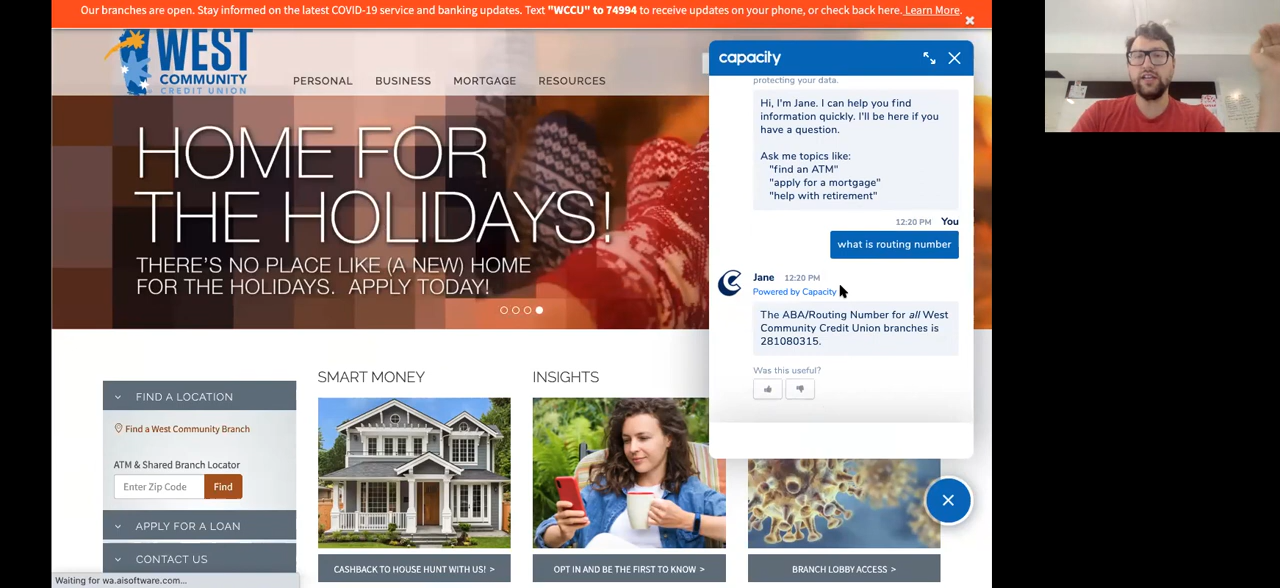 Our branches are open. Stay informed on the latest COVID-19 service and banking updates. Text "WCCU" to 74994 to receive updates on your phone, or check back here. Learn More.
WEST
COMMUNITY
CREDIT UNION
PERSONAL
BUSINESS
MORTGAGE
RESOURCES
HOME FOR
THE HOLIDAYS!
THERE'S NO PLACE LIKE (A NEW) HOME
FOR THE HOLIDAYS. APPLY TODAY!
capacity
protecting your data.
Hi, I'm Jane. I can help you find
information quickly. I'll be here if you
have a question.
Ask me topics like:
"find an ATM"
"apply for a mortgage"
"help with retirement"
12:20 PM You
what is routing number
Jane 12:20 PM
Powered by Capacity
The ABA/Routing Number for all West
Community Credit Union branches is
281080315.
Was this useful?
FIND A LOCATION
Find a West Community Branch
ATM & Shared Branch Locator
Enter Zip Code
Find
APPLY FOR A LOAN
CONTACT US
SMART MONEY
CASHBACK TO HOUSE HUNT WITH US! >
INSIGHTS
OPT IN AND BE THE FIRST TO KNOW >
BRANCH LOBBY ACCESS >
Waiting for wa.aisoftware.com...